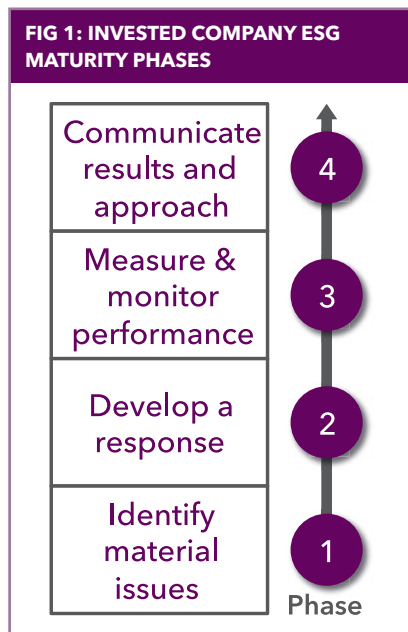 FIG 1: INVESTED COMPANY ESG
MATURITY PHASES
Communicate
results and
approach
4
Measure &
monitor
performance
3
Develop a
response
2
Identify
material
issues
1
Phase